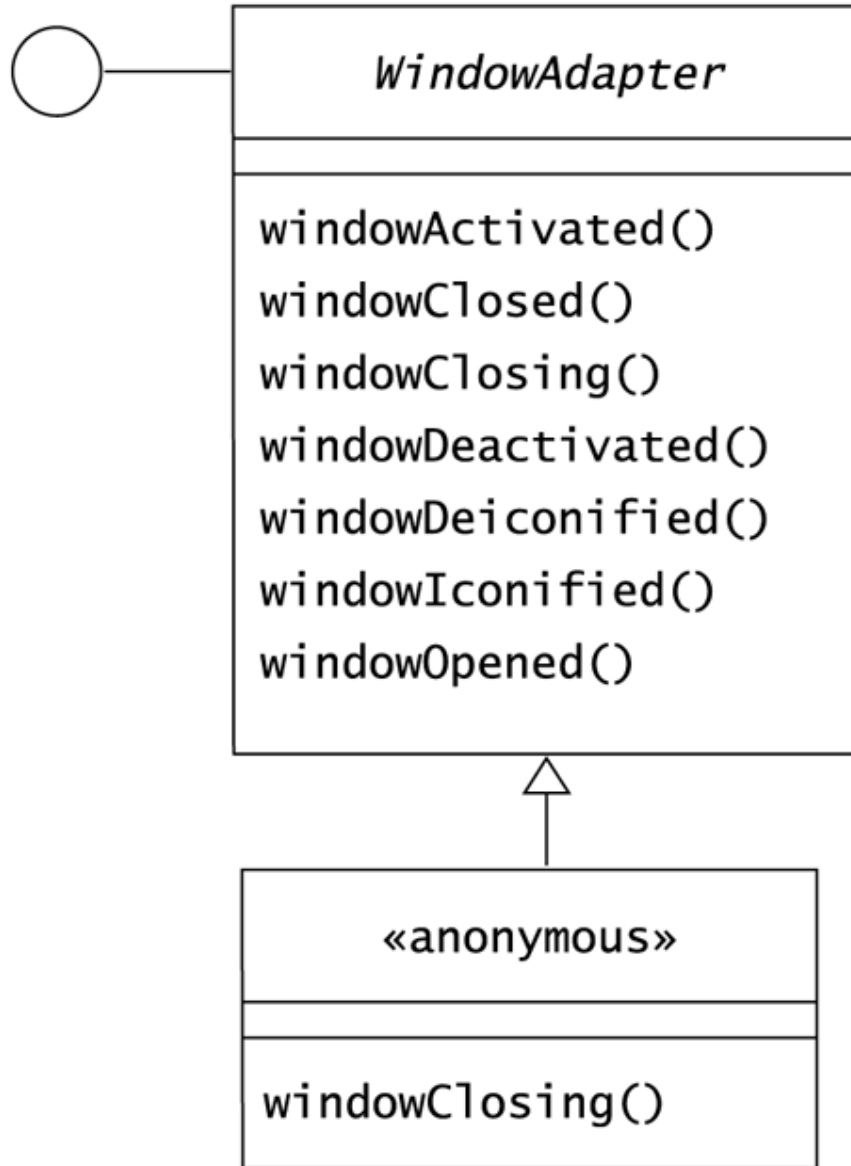 WindowAdapter
windowActivated()
windowClosed()
windowClosing()
windowDeactivated()
windowDeiconified()
windowIconified()
windowOpened()
«anonymous»
windowClosing()